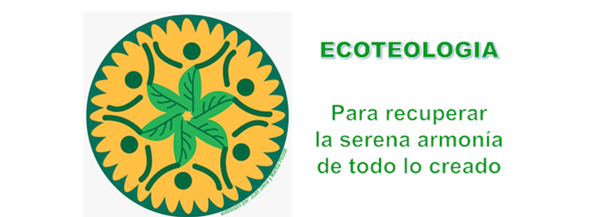 ECOTEOLOGIA
Para recuperar
la serena armonía
de todo lo creado